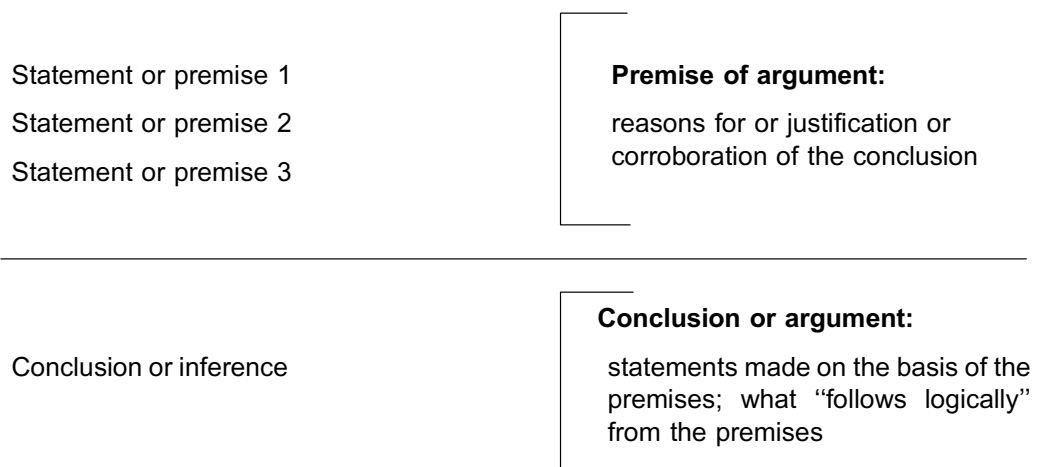 Statement or premise 1
Statement or premise 2
Statement or premise 3
Premise of argument:
reasons for or justification or
corroboration of the conclusion
Conclusion or inference
Conclusion or argument:
statements made on the basis of the
premises; what ‘‘follows logically’’
from the premises